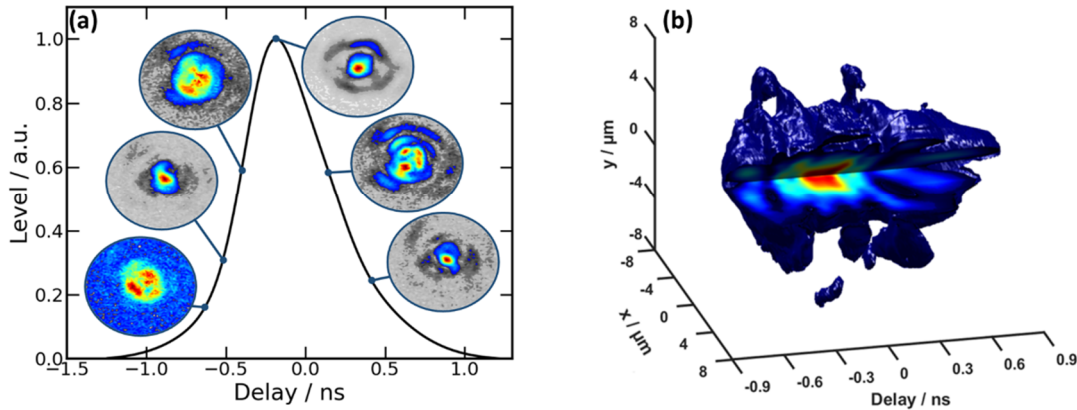 (a)
Level / a.u.
1.0
0.8
0.6
0.4
0.2
0.0
−1.5 −1.0 −0.5 0.0 0.5 1.0
Delay / ns
(b)
y / μm
8
4
0
-4
-8
x / μm
-8
-4
0
4
8
-0.9 -0.6 -0.3 0 0.3 0.6 0.9
Delay / ns